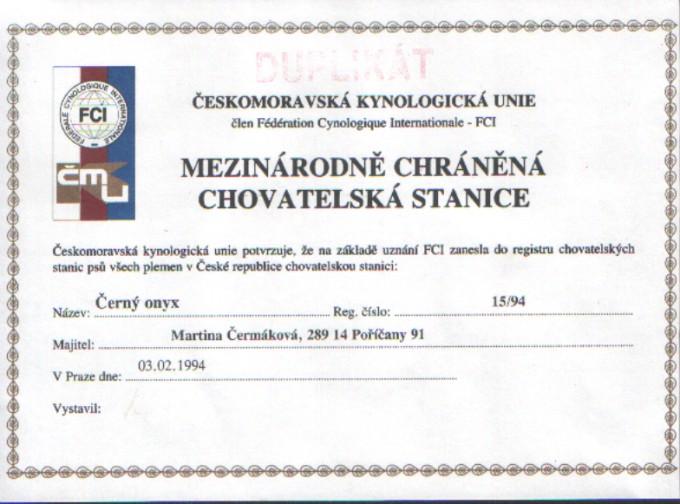 DUPLIKÁT
FEDERALE CYNOLOGIQUE INTERNATIONALE
FCI
čmu
ČESKOMORAVSKÁ KYNOLOGICKÁ UNIE
člen Fédération Cynologique Internationale - FCI
MEZINÁRODNĚ CHRÁNĚNÁ
CHOVATELSKÁ STANICE
Českomoravská kynologická unie potvrzuje, že na základě uznání FCI zanesla do registru chovatelských
stanic psů všech plemen v České republice chovatelskou stanici:
Název: Černý onyx Reg. číslo: 15/94
Majitel: Martina Čermáková, 289 14 Poříčany 91
V Praze dne: 03.02.1994
Vystavil: